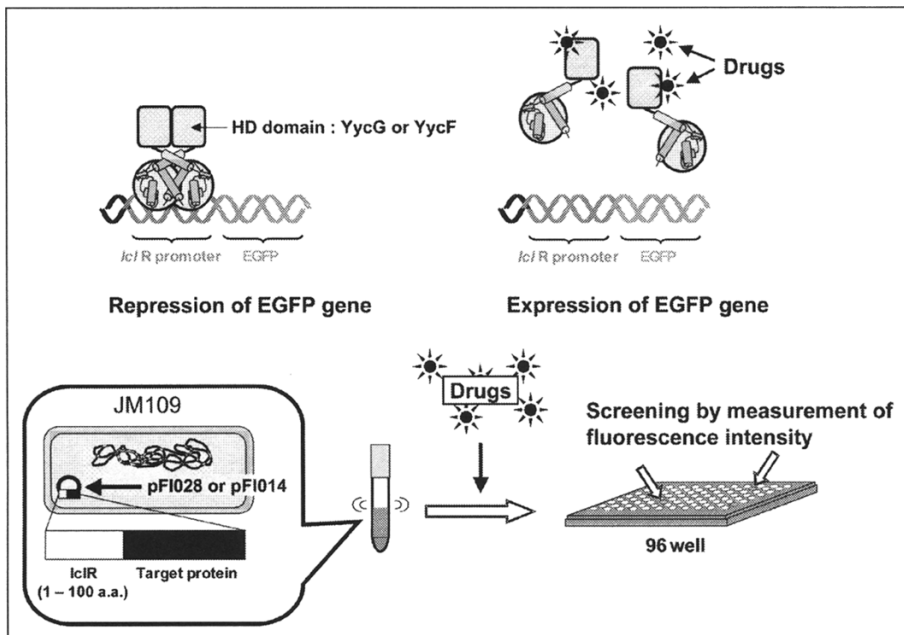 HD domain : YycG or YycF
Drugs
IclR promoter
EGFP
IclR promoter
EGFP
Repression of EGFP gene
Expression of EGFP gene
JM109
pFI028 or pFI014
IclR
(1 – 100 a.a.)
Target protein
Drugs
Screening by measurement of
fluorescence intensity
96 well